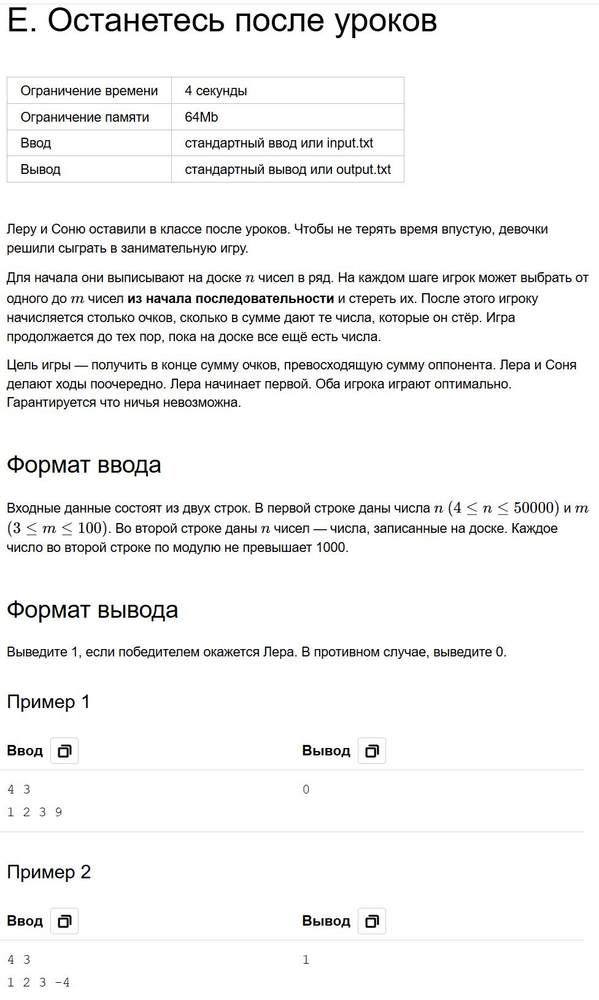 Е. Останетесь после уроков
Ограничение времени 4 секунды
Ограничение памяти 64Mb
Ввод стандартный ввод или input.txt
Вывод стандартный вывод или output.txt
Леру и Соню оставили в классе после уроков. Чтобы не терять время впустую, девочки
решили сыграть в занимательную игру.
Для начала они выписывают на доске n чисел в ряд. На каждом шаге игрок может выбрать от
одного до m чисел из начала последовательности и стереть их. После этого игроку
начисляется столько очков, сколько в сумме дают те числа, которые он стёр. Игра
продолжается до тех пор, пока на доске все ещё есть числа.
Цель игры — получить в конце сумму очков, превосходящую сумму оппонента. Лера и Соня
делают ходы поочередно. Лера начинает первой. Оба игрока играют оптимально.
Гарантируется что ничья невозможна.
Формат ввода
Входные данные состоят из двух строк. В первой строке даны числа n (4 ≤ n ≤ 50000) и m
(3 ≤ m ≤ 100). Во второй строке даны n чисел — числа, записанные на доске. Каждое
число во второй строке по модулю не превышает 1000.
Формат вывода
Выведите 1, если победителем окажется Лера. В противном случае, выведите 0.
Пример 1
Ввод Вывод
4 3 0
1 2 3 9
Пример 2
Ввод Вывод
4 3 1
1 2 3 -4